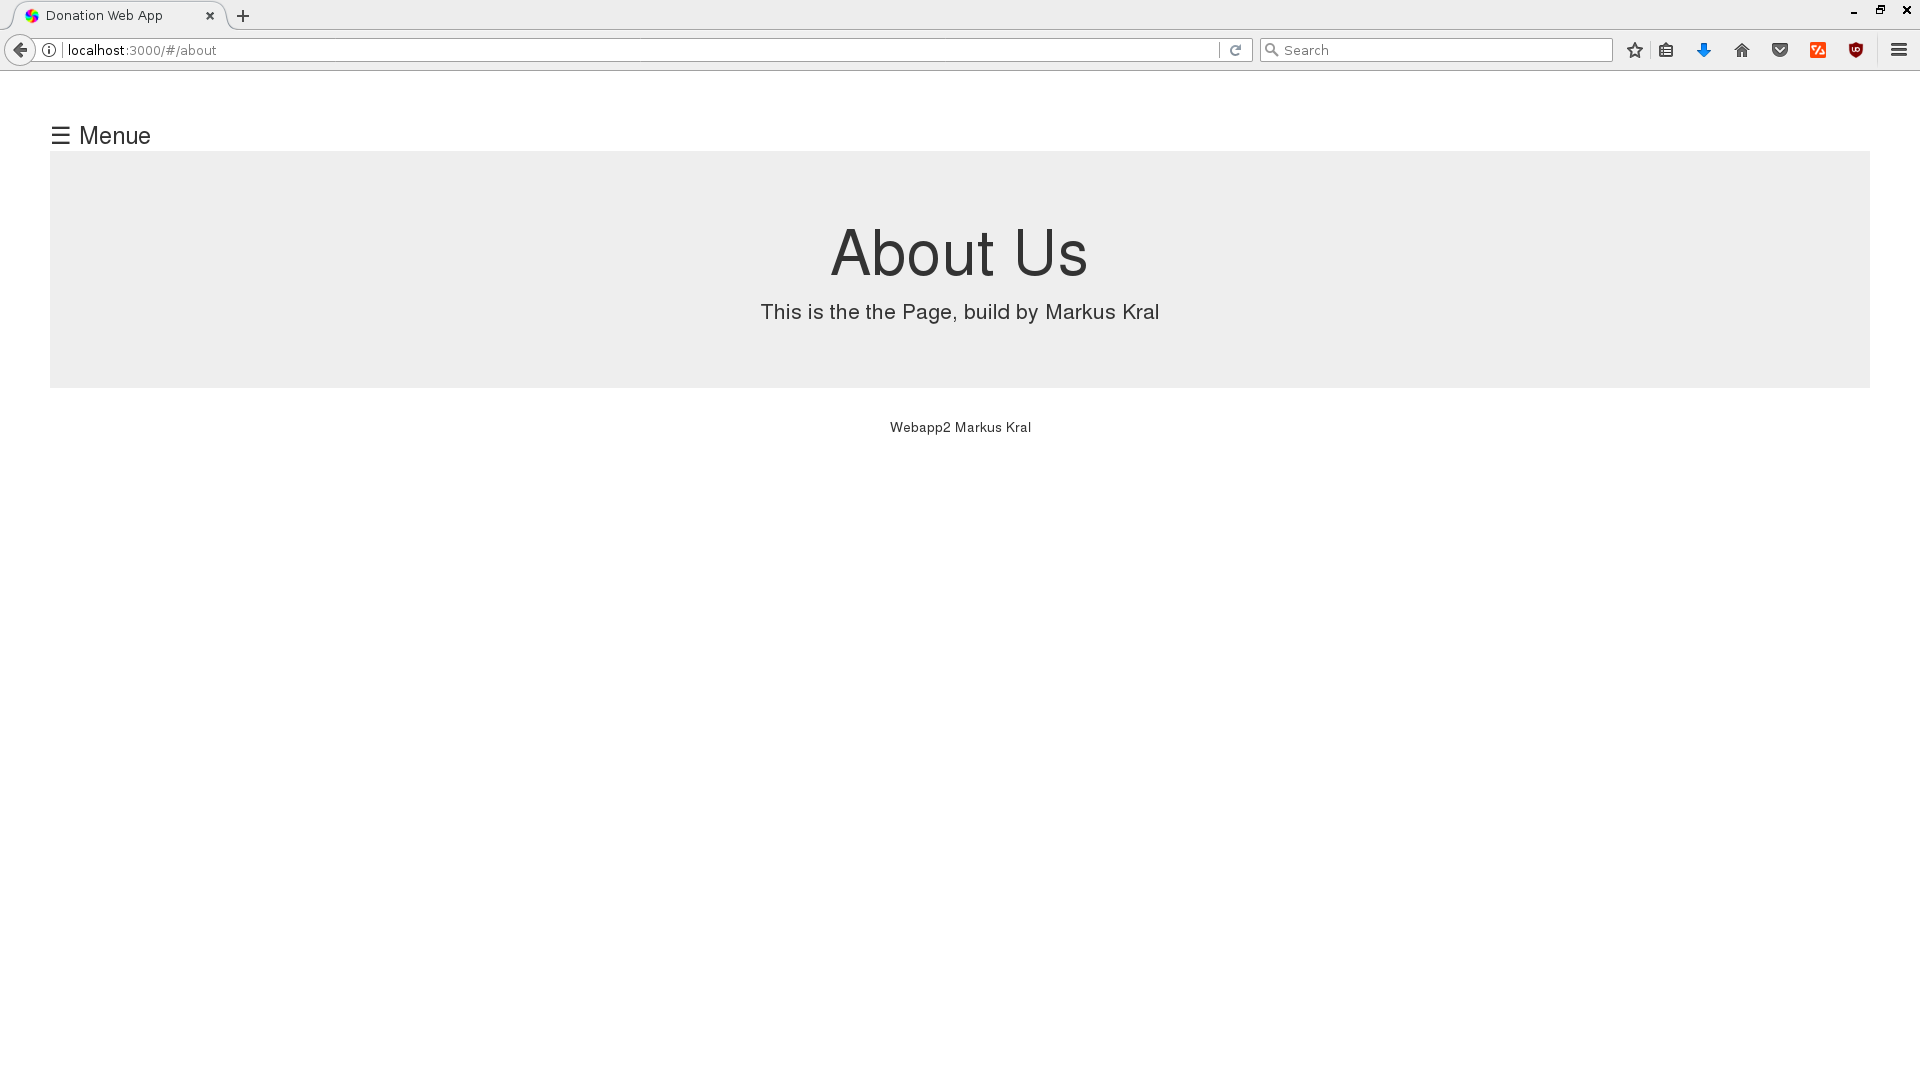 Donation Web App
localhost:3000/#/about
Search
☰ Menue
About Us
This is the the Page, build by Markus Kral
Webapp2 Markus Kral